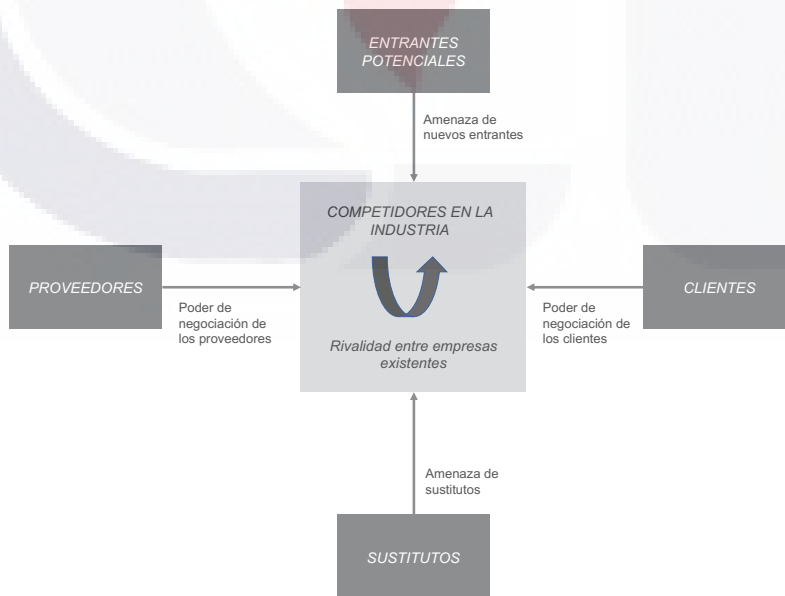 ENTRANTES
POTENCIALES
Amenaza de
nuevos entrantes
COMPETIDORES EN LA
INDUSTRIA
PROVEEDORES
CLIENTES
Poder de
negociación de
los proveedores
Poder de
negociación de
los clientes
Rivalidad entre empresas
existentes
Amenaza de
sustitutos
SUSTITUTOS